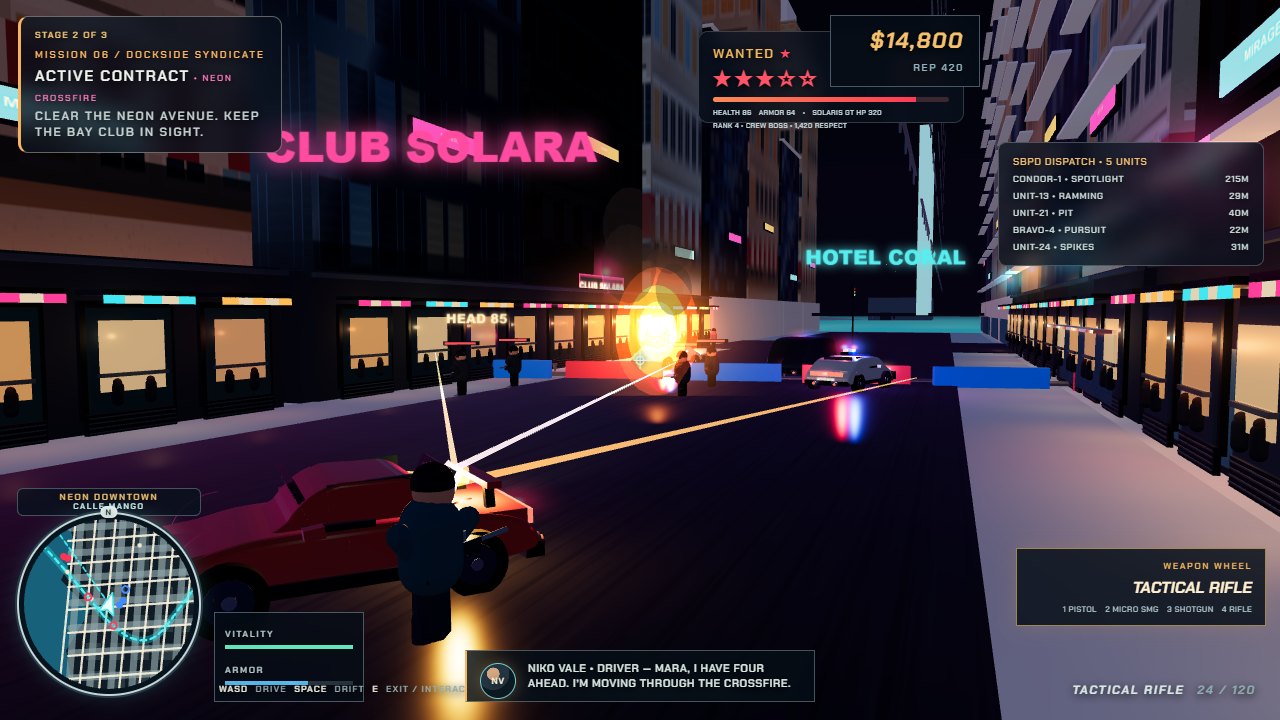 STAGE 2 OF 3
MISSION 06 / DOCKSIDE SYNDICATE
ACTIVE CONTRACT • NEON
CROSSFIRE
CLEAR THE NEON AVENUE. KEEP
THE BAY CLUB IN SIGHT.
WANTED ★
★★★☆☆
HEALTH 86 ARMOR 64 • SOLARIS GT HP 320
RANK 4 • CREW BOSS • 1,420 RESPECT
$14,800
REP 420
SBPD DISPATCH • 5 UNITS
CONDOR-1 • SPOTLIGHT 215M
UNIT-13 • RAMMING 29M
UNIT-21 • PIT 40M
BRAVO-4 • PURSUIT 22M
UNIT-24 • SPIKES 31M
CLUB SOLARA
HOTEL CORAL
CLUB SOLARA
HEAD 85
NEON DOWNTOWN
CALLE MANGO
N
VITALITY
ARMOR
WASD DRIVE SPACE DRIFT E EXIT / INTERAC
NV
NIKO VALE • DRIVER — MARA, I HAVE FOUR
AHEAD. I'M MOVING THROUGH THE CROSSFIRE.
WEAPON WHEEL
TACTICAL RIFLE
1 PISTOL 2 MICRO SMG 3 SHOTGUN 4 RIFLE
TACTICAL RIFLE 24 / 120